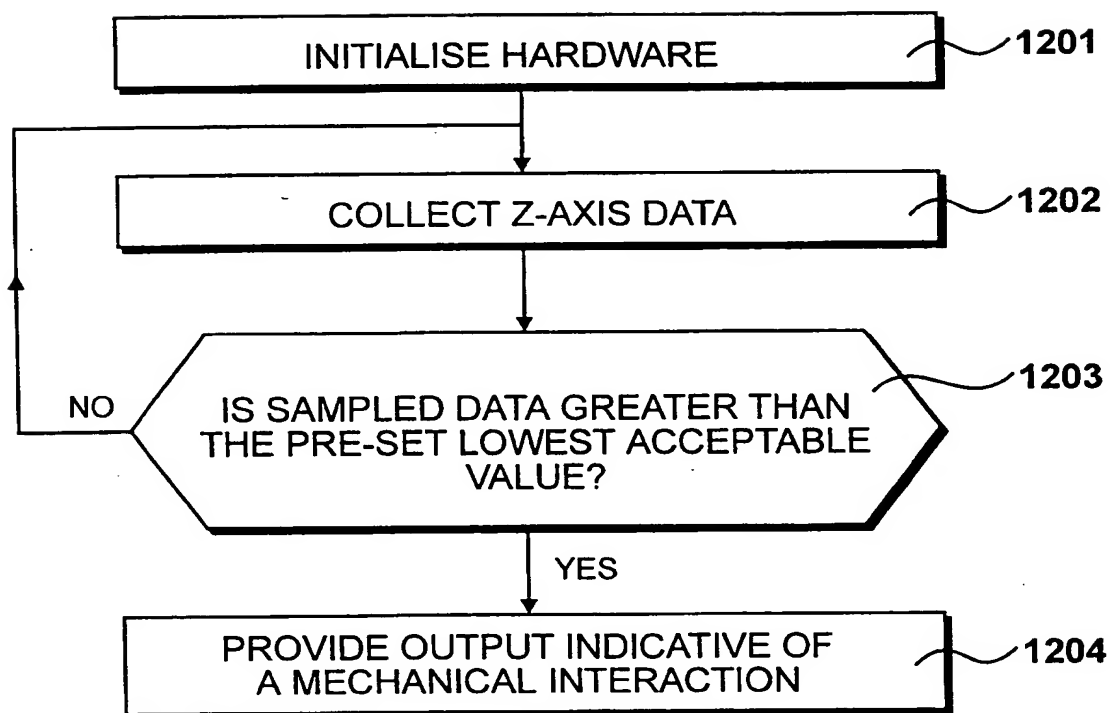 INITIALISE HARDWARE
1201
COLLECT Z-AXIS DATA
1202
1203
NO
IS SAMPLED DATA GREATER THAN
THE PRE-SET LOWEST ACCEPTABLE
VALUE?
YES
PROVIDE OUTPUT INDICATIVE OF
A MECHANICAL INTERACTION
1204